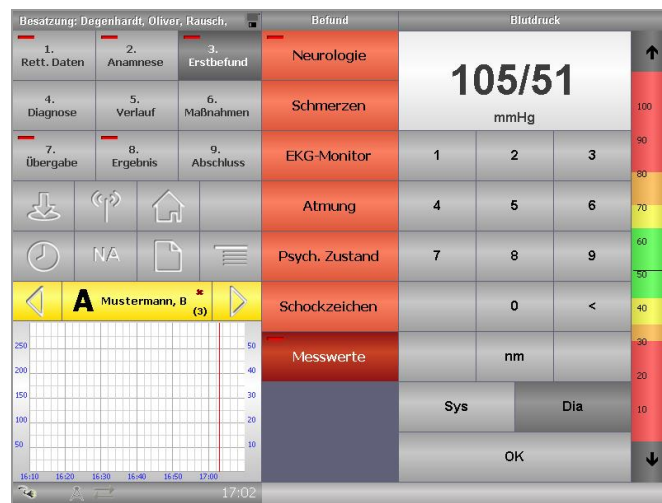 Besatzung: Degenhardt, Oliver, Rausch,
1.
Rett. Daten
2.
Anamnese
3.
Erstbefund
4.
Diagnose
5.
Verlauf
6.
Maßnahmen
7.
Übergabe
8.
Ergebnis
9.
Abschluss
NA
A Mustermann, B (3)
250
200
150
100
50
50
40
30
20
10
16:10 16:20 16:30 16:40 16:50 17:00
17:02
Befund
Neurologie
Schmerzen
EKG-Monitor
Atmung
Psych. Zustand
Schockzeichen
Messwerte
Blutdruck
105/51
mmHg
1 2 3
4 5 6
7 8 9
0 <
nm
Sys Dia
OK
100
90
80
70
60
50
40
30
20
10